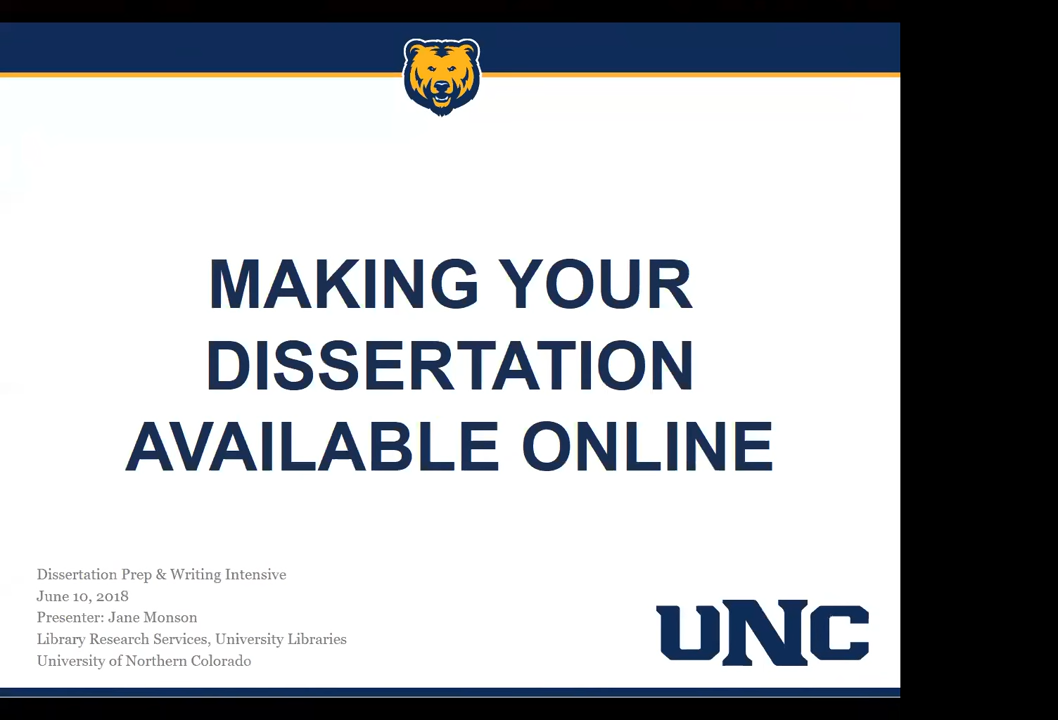 MAKING YOUR
DISSERTATION
AVAILABLE ONLINE
Dissertation Prep & Writing Intensive
June 10, 2018
Presenter: Jane Monson
Library Research Services, University Libraries
University of Northern Colorado
UNC